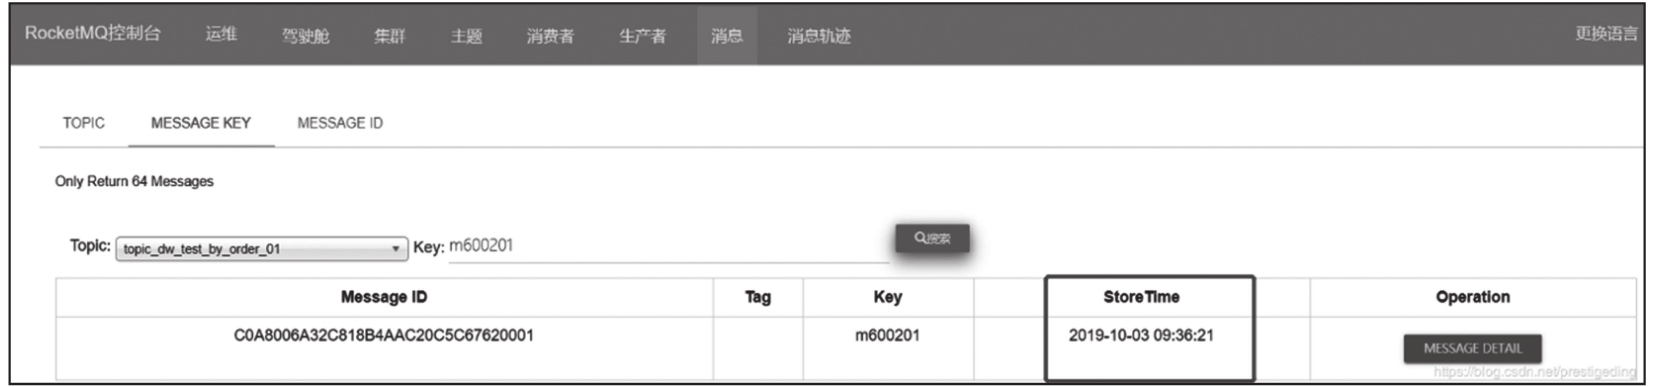 RocketMQ控制台 运维 驾驶舱 集群 主题 消费者 生产者 消息 消息轨迹 更换语言
TOPIC MESSAGE KEY MESSAGE ID
Only Return 64 Messages
Topic: topic_dw_test_by_order_01 Key: m600201 搜索
Message ID Tag Key StoreTime Operation
C0A8006A32C818B4AAC20C5C67620001 m600201 2019-10-03 09:36:21 MESSAGE DETAIL
https://blog.csdn.net/prestigeding